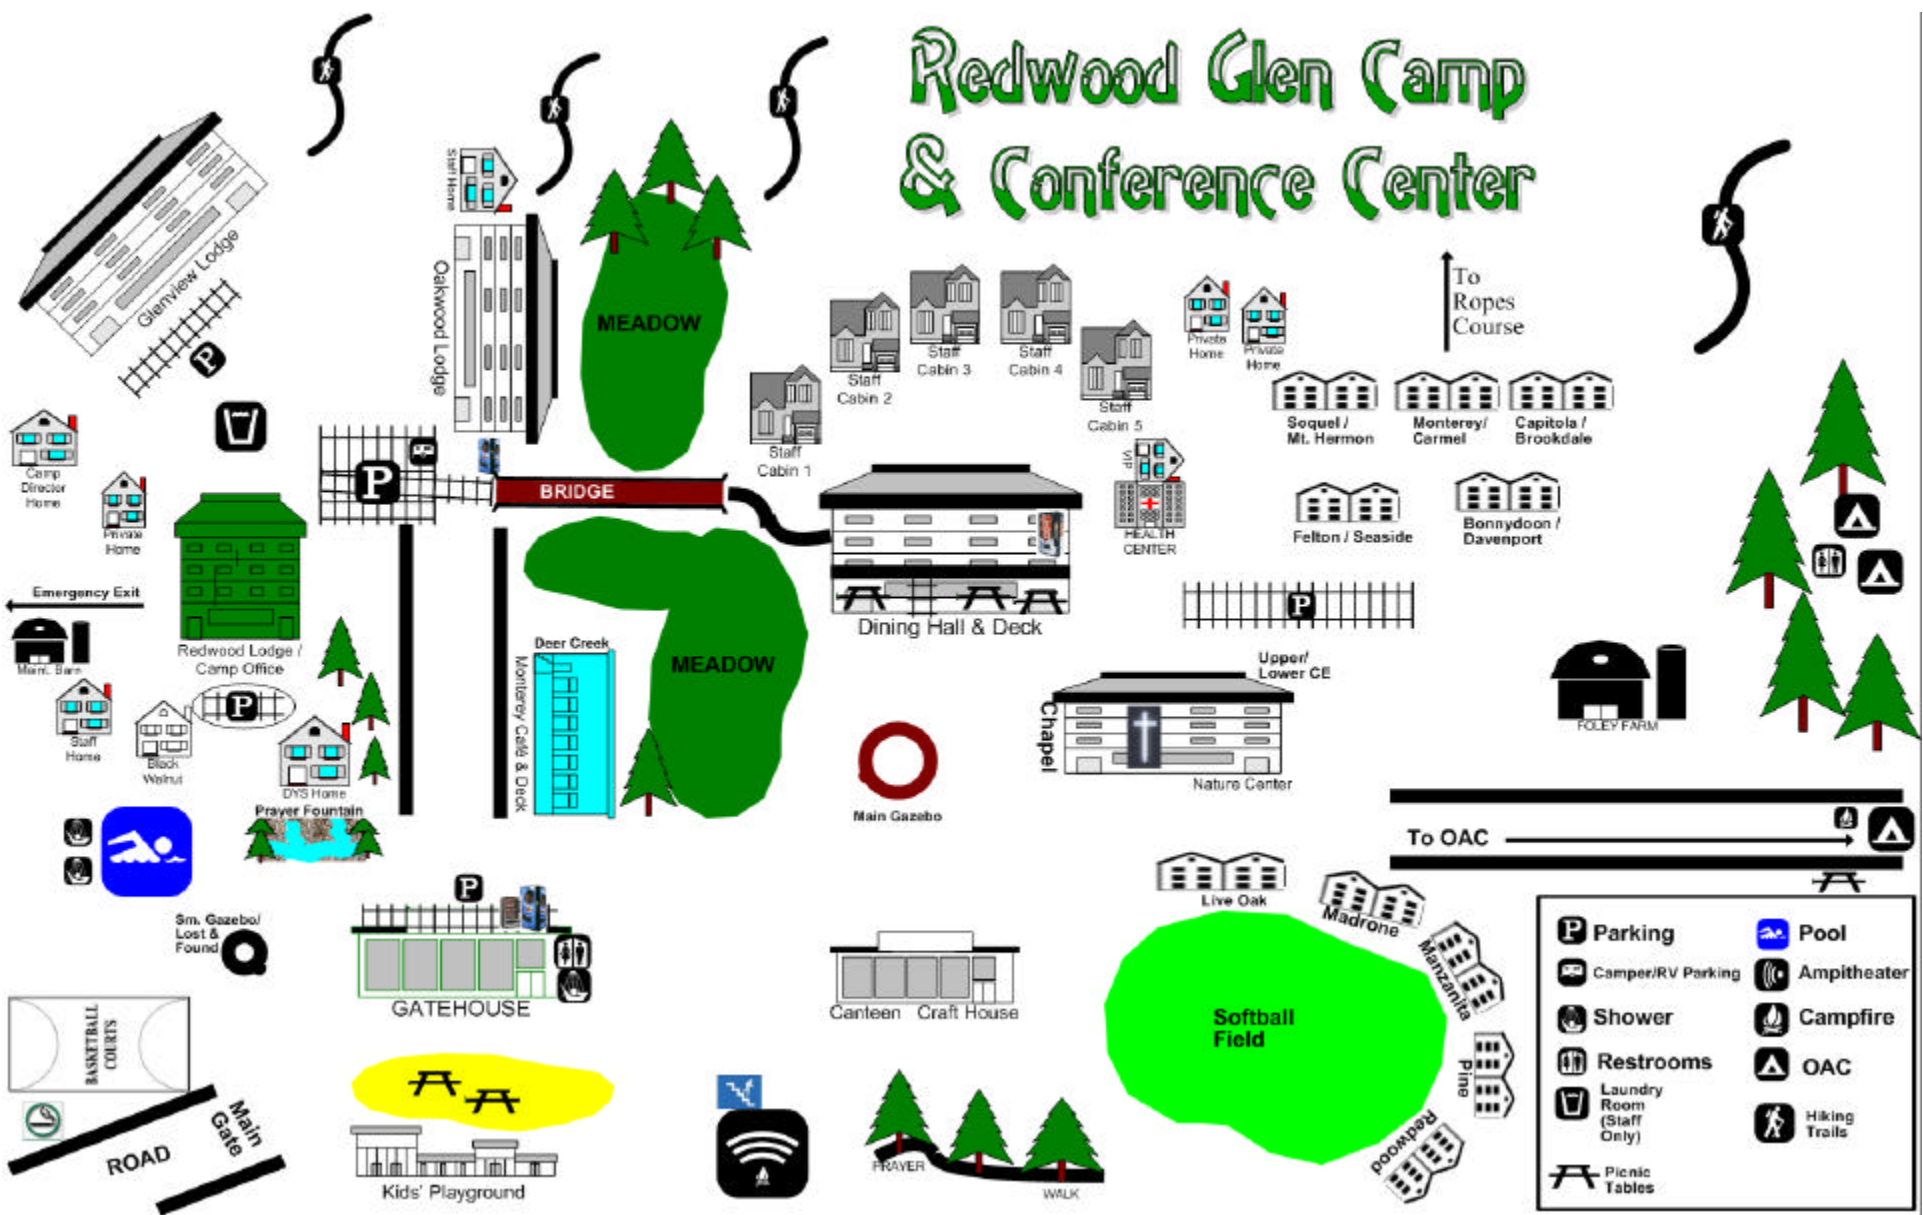 Redwood Glen Camp
& Conference Center
Staff Home
Glenview Lodge
Oakwood Lodge
P
MEADOW
To
Ropes
Course
Staff
Cabin 1
Staff
Cabin 2
Staff
Cabin 3
Staff
Cabin 4
Staff
Cabin 5
Private
Home
Private
Home
Soquel /
Mt. Hermon
Monterey/
Carmel
Capitola /
Brookdale
Felton / Seaside
Bonnydoon /
Davenport
VIP
HEALTH
CENTER
Camp
Director
Home
Private
Home
P
BRIDGE
Emergency Exit
Maint. Barn
Redwood Lodge /
Camp Office
P
Staff
Home
Black
Walnut
DYS Home
Prayer Fountain
Deer Creek
Monterey Café & Deck
MEADOW
Dining Hall & Deck
P
Upper/
Lower CE
Chapel
Nature Center
FOLEY FARM
Main Gazebo
To OAC
Sm. Gazebo/
Lost &
Found
P
GATEHOUSE
Canteen
Craft House
Live Oak
Madrone
Manzanita
Pine
Redwood
Softball
Field
BASKETBALL
COURTS
Main
Gate
ROAD
Kids' Playground
PRAYER
WALK
P Parking
Camper/RV Parking
Shower
Restrooms
Laundry
Room
(Staff
Only)
Picnic
Tables
Pool
Ampitheater
Campfire
OAC
Hiking
Trails